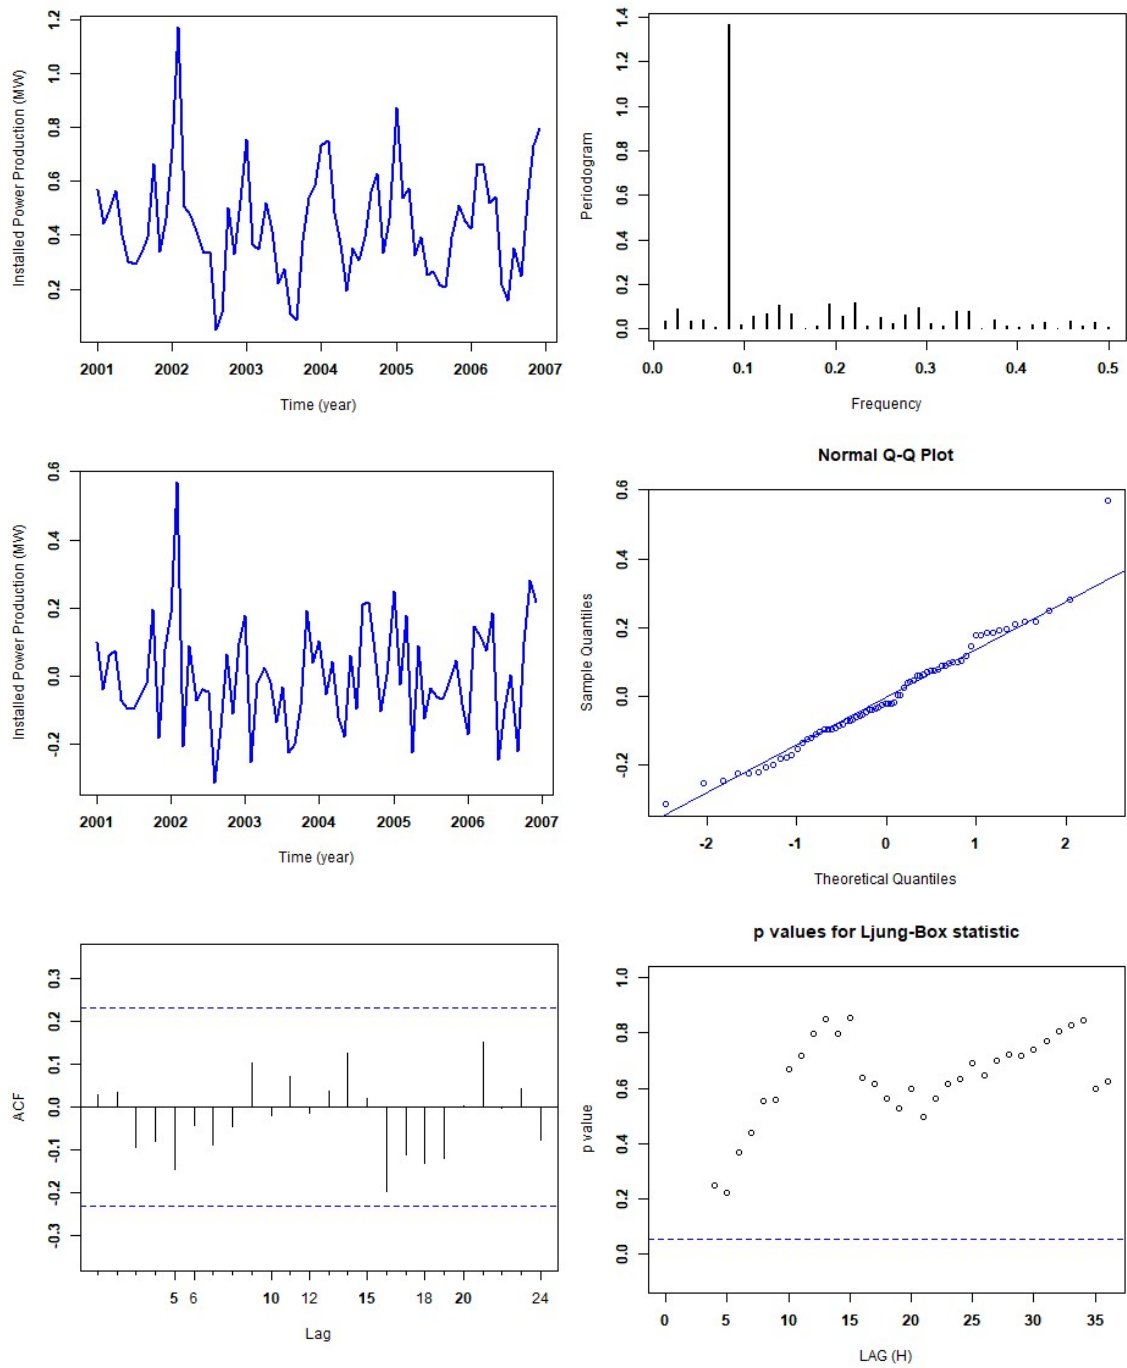 Installed Power Production (MW)
1.2
1.0
0.8
0.6
0.4
0.2
2001 2002 2003 2004 2005 2006 2007
Time (year)
Periodogram
1.4
1.2
1.0
0.8
0.6
0.4
0.2
0.0
0.0 0.1 0.2 0.3 0.4 0.5
Frequency
Installed Power Production (MW)
0.6
0.4
0.2
0.0
-0.2
2001 2002 2003 2004 2005 2006 2007
Time (year)
Normal Q-Q Plot
Sample Quantiles
0.6
0.4
0.2
0.0
-0.2
-2 -1 0 1 2
Theoretical Quantiles
ACF
0.3
0.2
0.1
0.0
-0.1
-0.2
-0.3
5 6 10 12 15 18 20 24
Lag
p values for Ljung-Box statistic
p value
1.0
0.8
0.6
0.4
0.2
0.0
0 5 10 15 20 25 30 35
LAG (H)